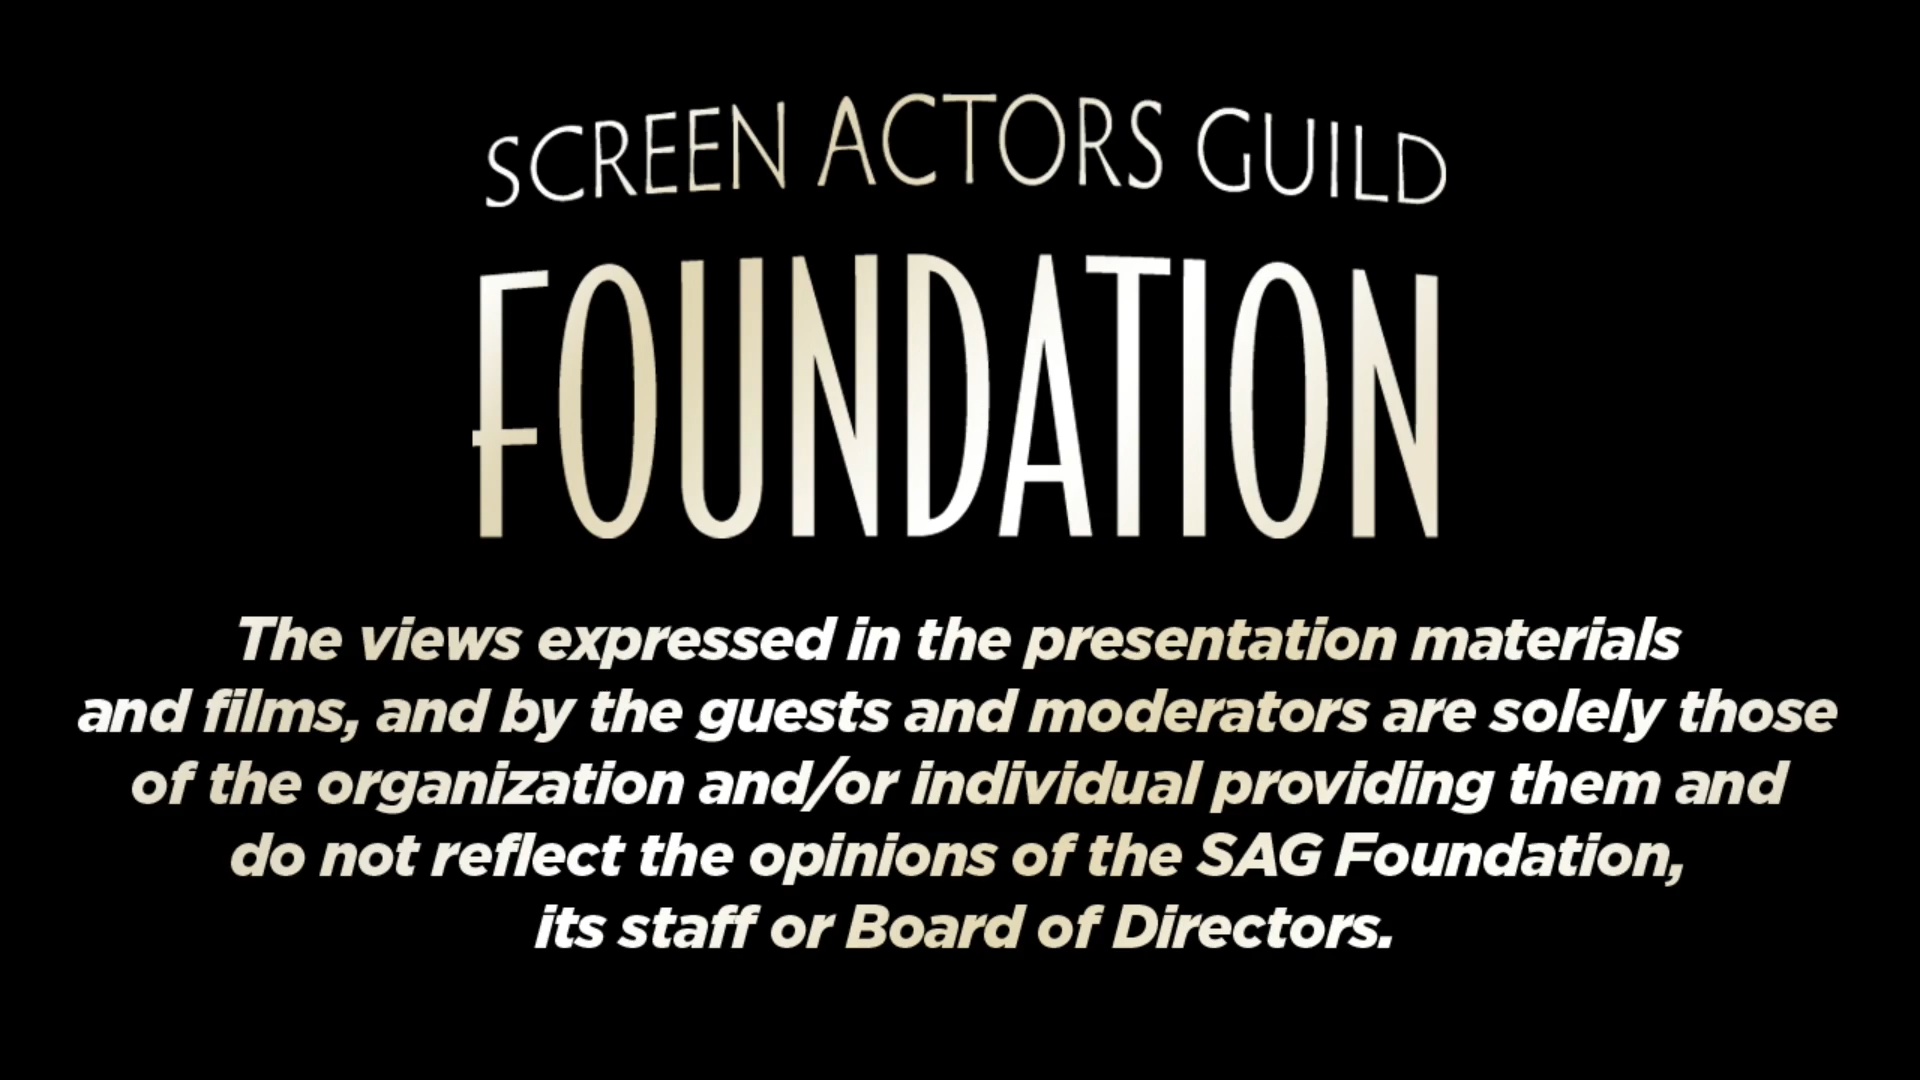 SCREEN ACTORS GUILD
FOUNDATION
The views expressed in the presentation materials
and films, and by the guests and moderators are solely those
of the organization and/or individual providing them and
do not reflect the opinions of the SAG Foundation,
its staff or Board of Directors.